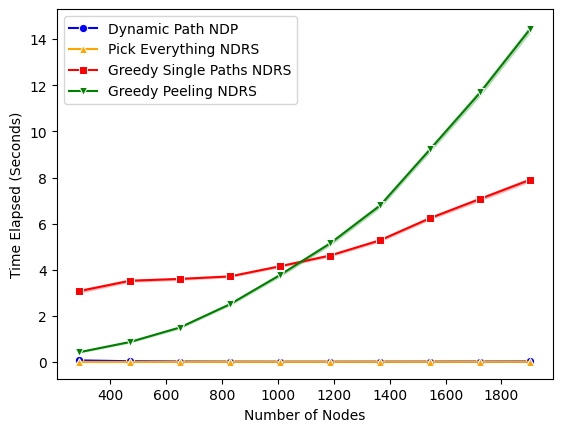 Dynamic Path NDP
Pick Everything NDRS
Greedy Single Paths NDRS
Greedy Peeling NDRS
Time Elapsed (Seconds)
14
12
10
8
6
4
2
0
400 600 800 1000 1200 1400 1600 1800
Number of Nodes